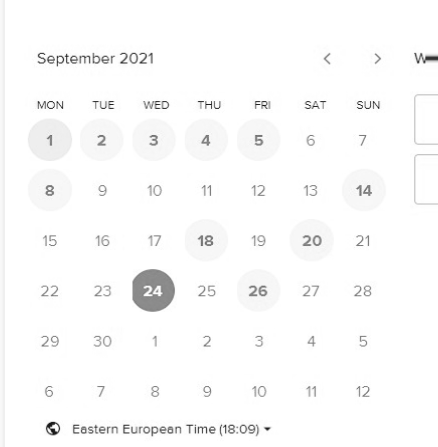 September 2021
MON TUE WED THU FRI SAT SUN
1 2 3 4 5 6 7
8 9 10 11 12 13 14
15 16 17 18 19 20 21
22 23 24 25 26 27 28
29 30 1 2 3 4 5
6 7 8 9 10 11 12
Eastern European Time (18:09)